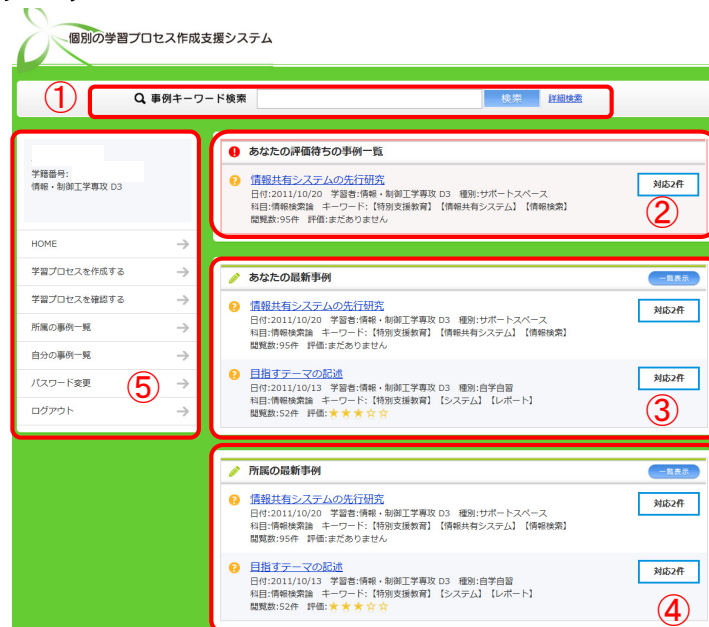 個別の学習プロセス作成支援システム
①
事例キーワード検索 検索 詳細検索
学籍番号:
情報・制御工学専攻 D3
HOME
学習プロセスを作成する
学習プロセスを確認する
所属の事例一覧
自分の事例一覧
パスワード変更
ログアウト
⑤
あなたの評価待ちの事例一覧
情報共有システムの先行研究
日付:2011/10/20 学習者:情報・制御工学専攻 D3 種別:サポートスペース
科目:情報検索論 キーワード:【特別支援教育】【情報共有システム】【情報検索】
閲覧数:95件 評価:まだありません
対応2件
②
あなたの最新事例
一覧表示
情報共有システムの先行研究
日付:2011/10/20 学習者:情報・制御工学専攻 D3 種別:サポートスペース
科目:情報検索論 キーワード:【特別支援教育】【情報共有システム】【情報検索】
閲覧数:95件 評価:まだありません
対応2件
目指すテーマの記述
日付:2011/10/13 学習者:情報・制御工学専攻 D3 種別:自学自習
科目:情報検索論 キーワード:【特別支援教育】【システム】【レポート】
閲覧数:52件 評価:★★★☆☆
対応2件
③
所属の最新事例
一覧表示
情報共有システムの先行研究
日付:2011/10/20 学習者:情報・制御工学専攻 D3 種別:サポートスペース
科目:情報検索論 キーワード:【特別支援教育】【情報共有システム】【情報検索】
閲覧数:95件 評価:まだありません
対応2件
目指すテーマの記述
日付:2011/10/13 学習者:情報・制御工学専攻 D3 種別:自学自習
科目:情報検索論 キーワード:【特別支援教育】【システム】【レポート】
閲覧数:52件 評価:★★★☆☆
対応2件
④